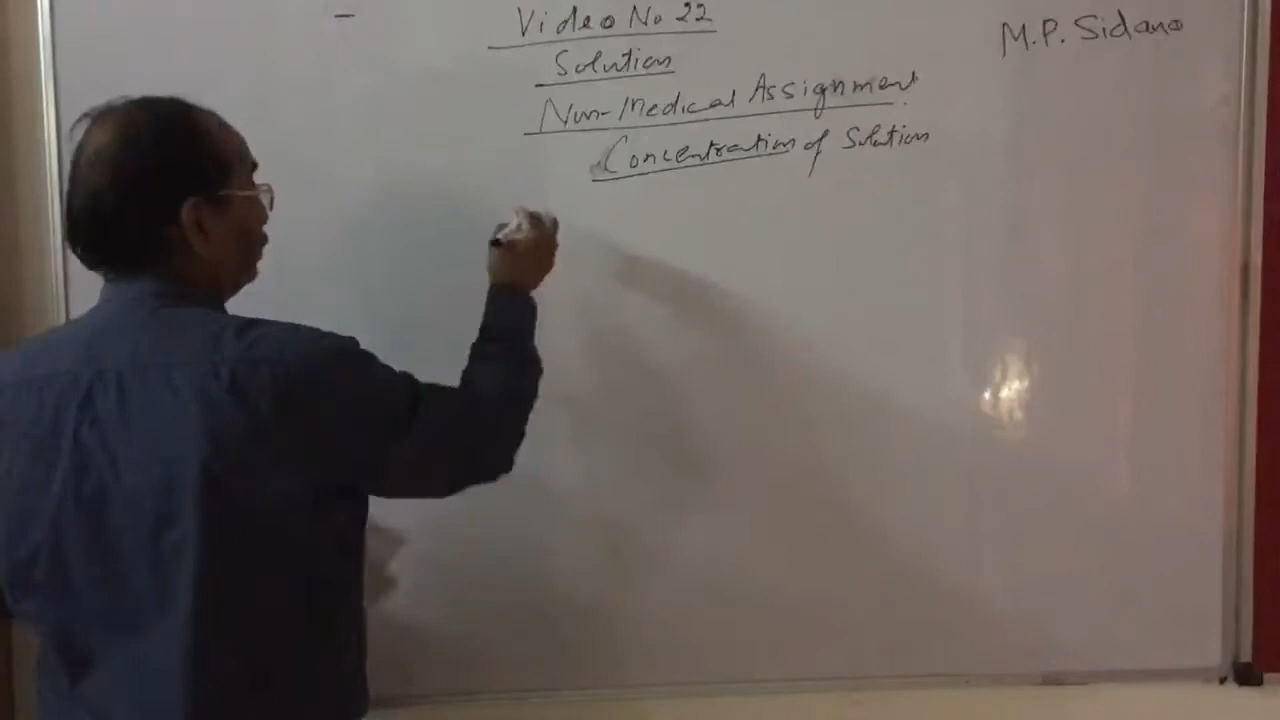 Video No 22
M.P. Sidana
Solution
Non-Medical Assignment
Concentration of Solution